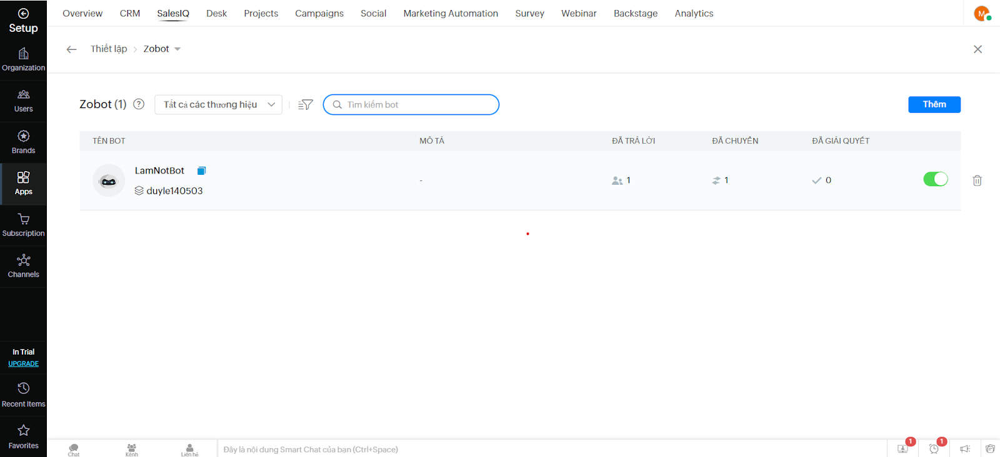 Setup
Overview CRM SalesIQ Desk Projects Campaigns Social Marketing Automation Survey Webinar Backstage Analytics
M
Thiết lập > Zobot
Organization
Users
Brands
Apps
Subscription
Channels
In Trial
UPGRADE
Recent Items
Favorites
Zobot (1) ? Tất cả các thương hiệu Tìm kiếm bot Thêm
TÊN BOT MÔ TẢ ĐÃ TRẢ LỜI ĐÃ CHUYỂN ĐÃ GIẢI QUYẾT
LamNotBot
duyle140503
- 1 1 0
Chat Kênh Liên hệ Đây là nội dung Smart Chat của bạn (Ctrl+Space) 1 1